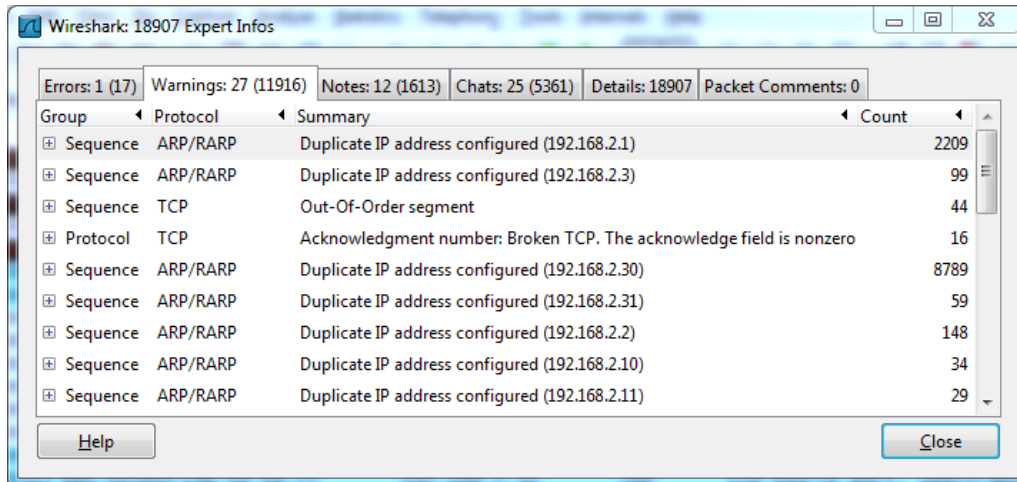 Wireshark: 18907 Expert Infos
Errors: 1 (17) Warnings: 27 (11916) Notes: 12 (1613) Chats: 25 (5361) Details: 18907 Packet Comments: 0
Group Protocol Summary Count
Sequence ARP/RARP Duplicate IP address configured (192.168.2.1) 2209
Sequence ARP/RARP Duplicate IP address configured (192.168.2.3) 99
Sequence TCP Out-Of-Order segment 44
Protocol TCP Acknowledgment number: Broken TCP. The acknowledge field is nonzero 16
Sequence ARP/RARP Duplicate IP address configured (192.168.2.30) 8789
Sequence ARP/RARP Duplicate IP address configured (192.168.2.31) 59
Sequence ARP/RARP Duplicate IP address configured (192.168.2.2) 148
Sequence ARP/RARP Duplicate IP address configured (192.168.2.10) 34
Sequence ARP/RARP Duplicate IP address configured (192.168.2.11) 29
Help Close